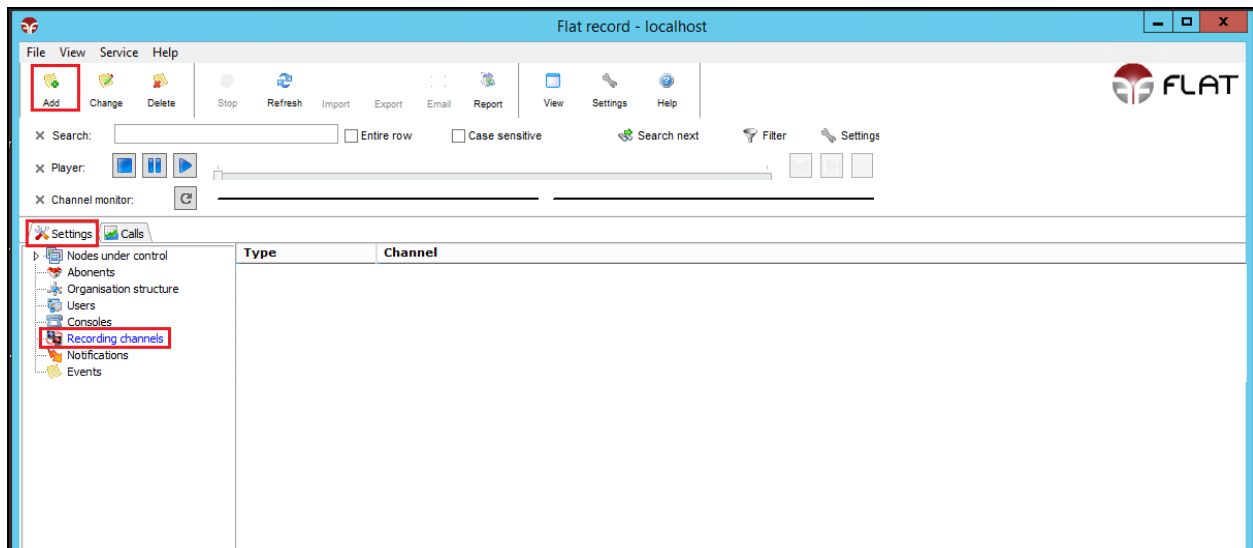 Flat record - localhost
File View Service Help
Add Change Delete Stop Refresh Import Export Email Report View Settings Help
FLAT
Search: Entire row Case sensitive Search next Filter Settings
Player:
Channel monitor:
Settings Calls
Type Channel
Nodes under control
Abonents
Organisation structure
Users
Consoles
Recording channels
Notifications
Events